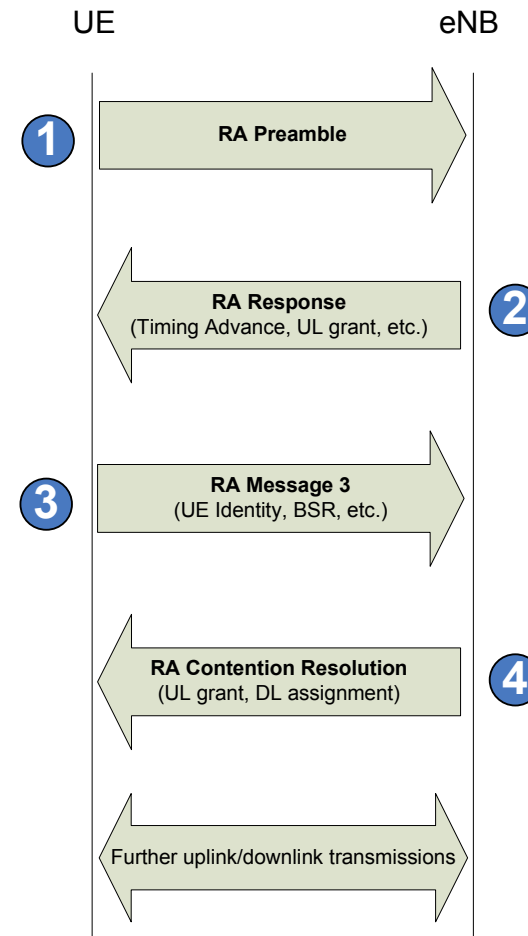 UE
eNB
1
RA Preamble
RA Response
(Timing Advance, UL grant, etc.)
2
3
RA Message 3
(UE Identity, BSR, etc.)
RA Contention Resolution
(UL grant, DL assignment)
4
Further uplink/downlink transmissions